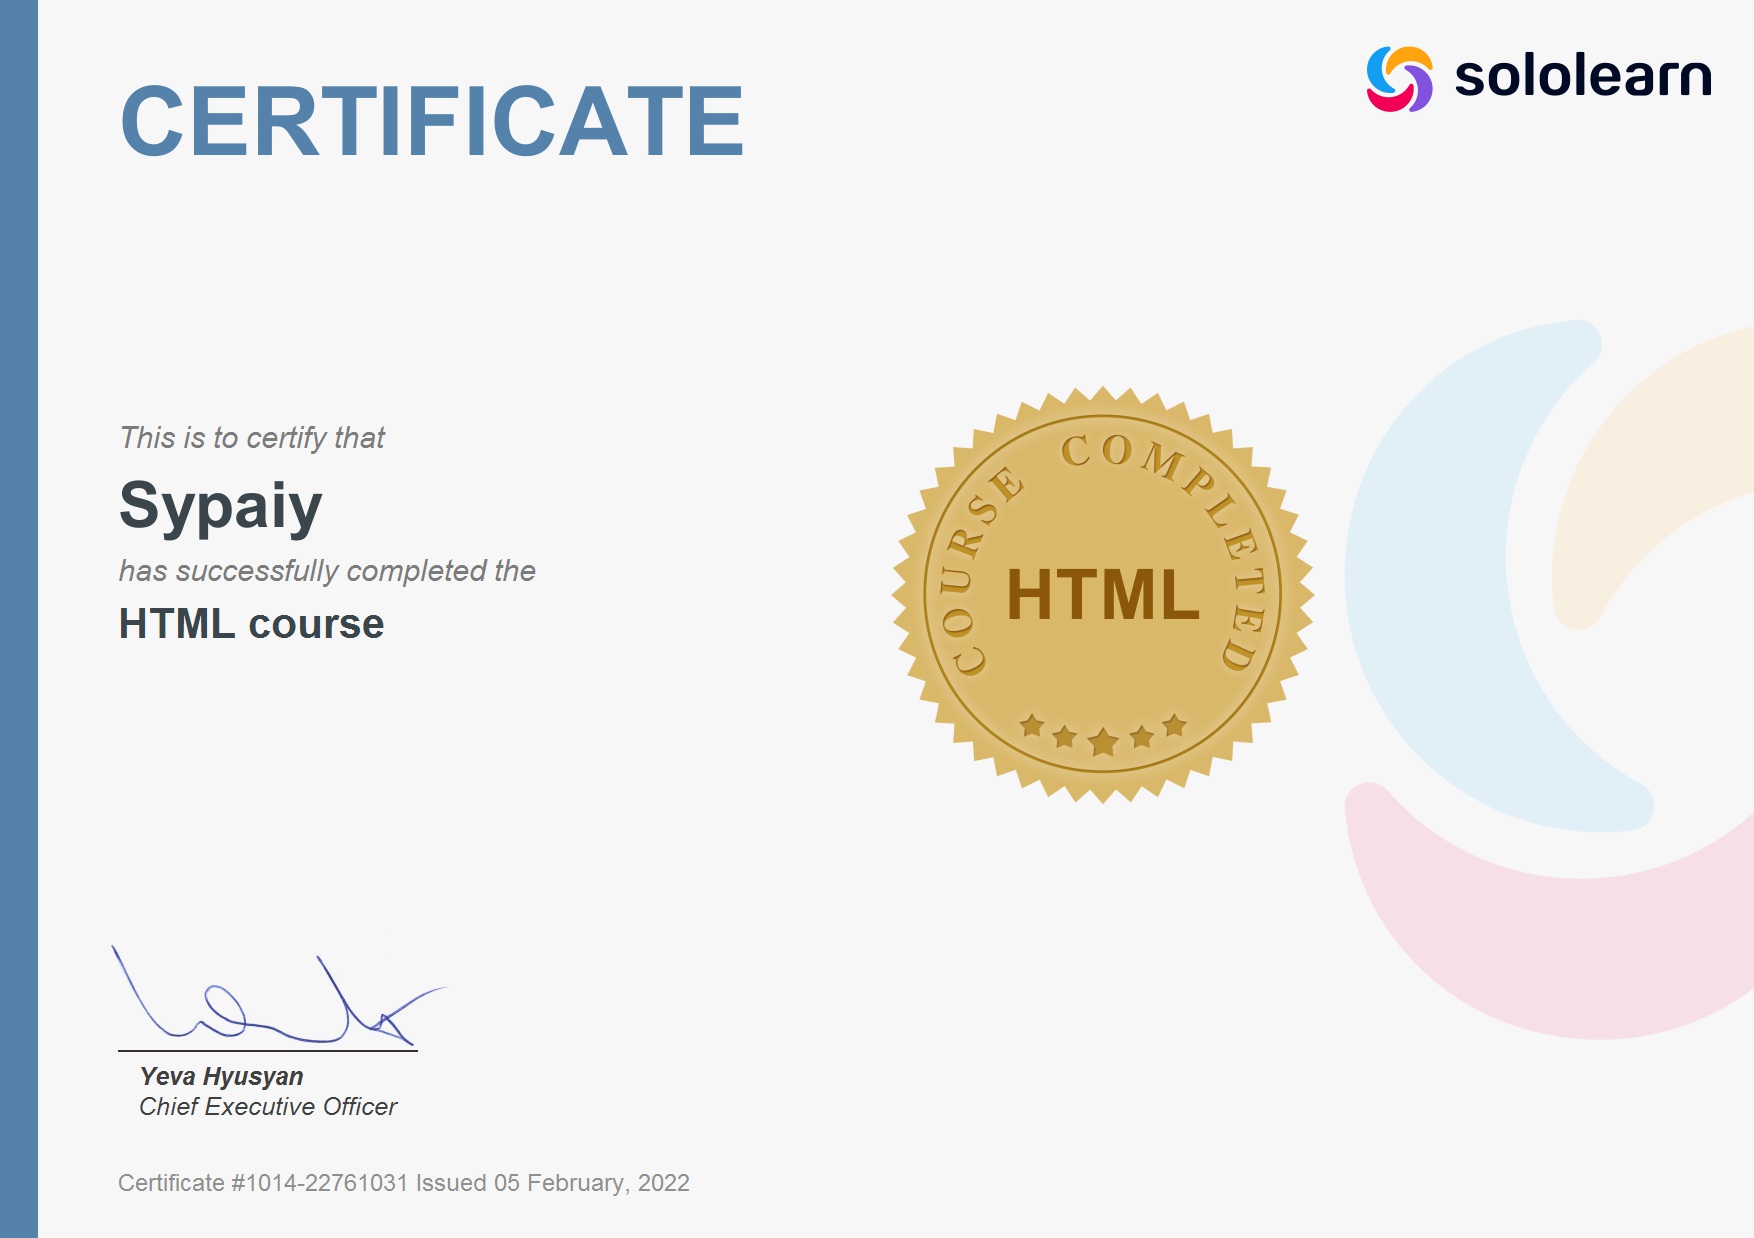 sololearn
CERTIFICATE
This is to certify that
Sypaiy
has successfully completed the
HTML course
COURSE COMPLETED
HTML
Yeva Hyusyan
Chief Executive Officer
Certificate #1014-22761031 Issued 05 February, 2022